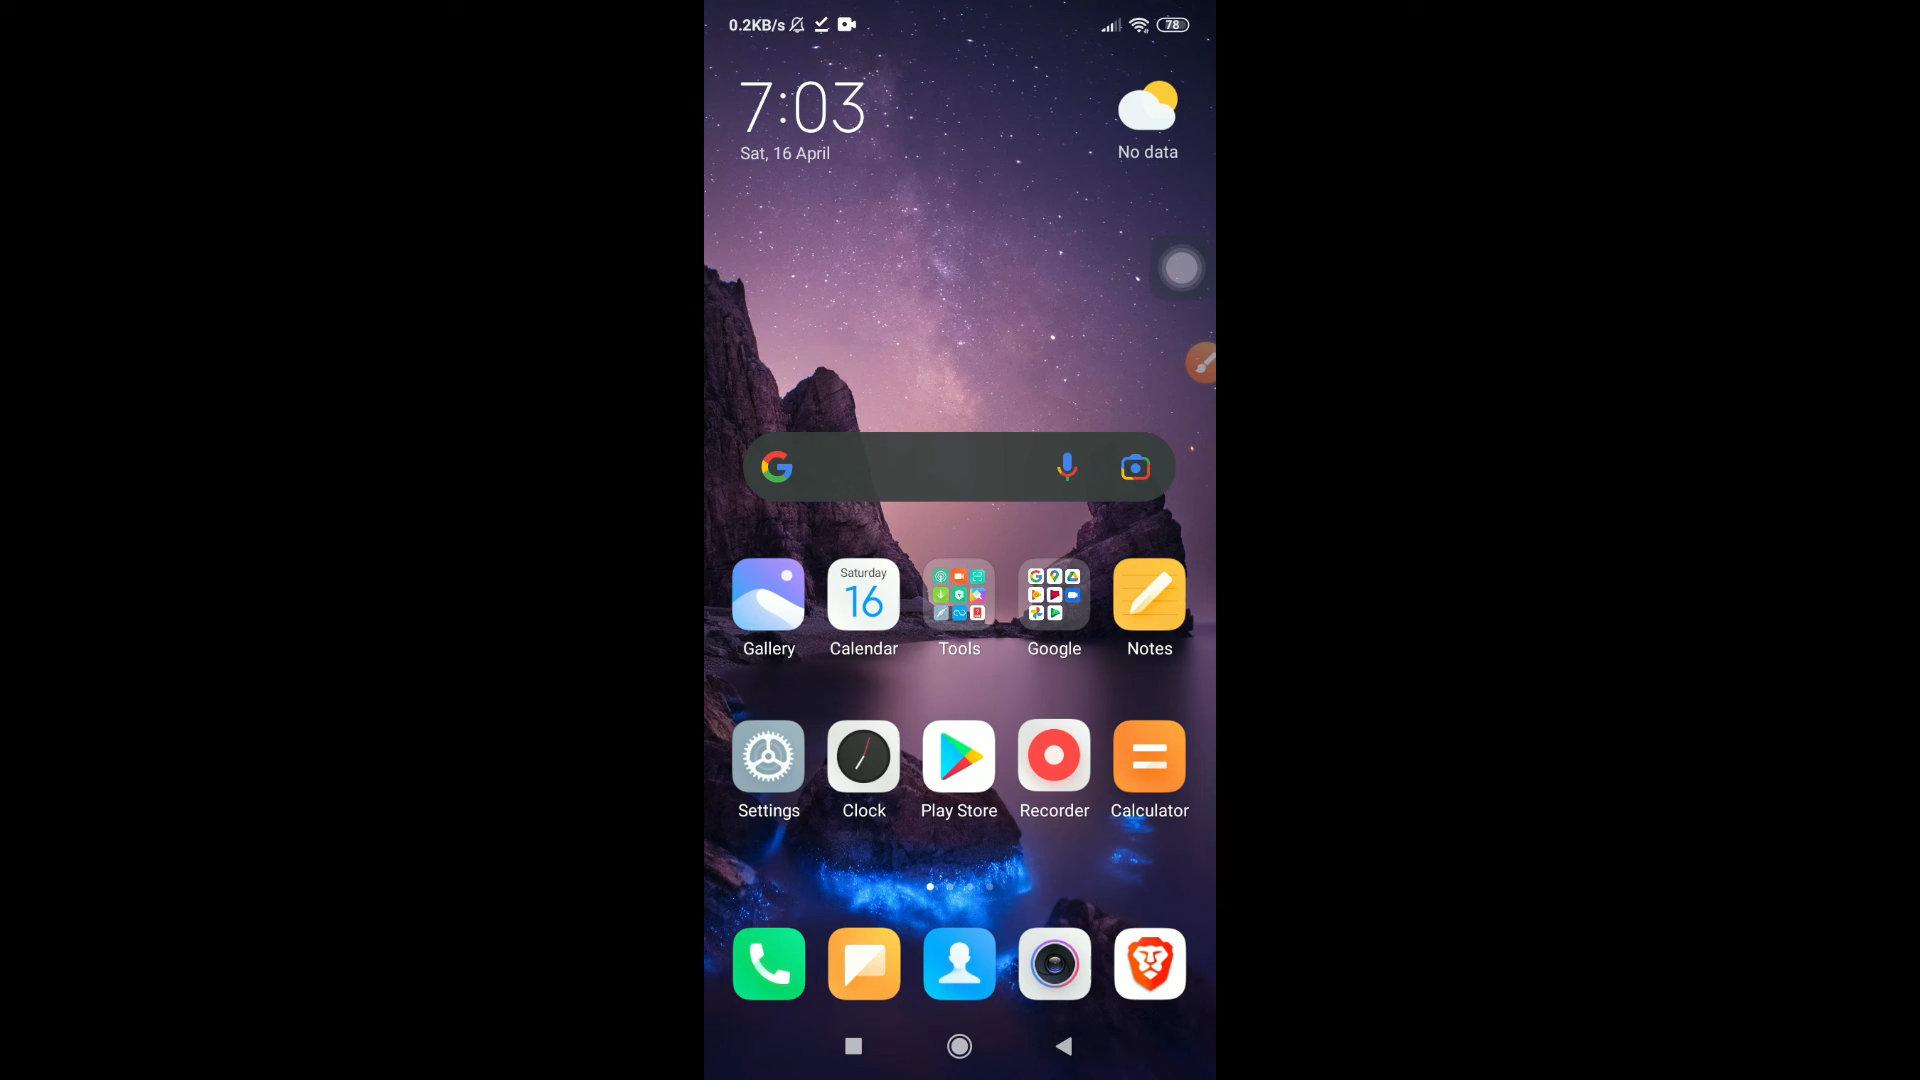 0.2KB/s
78
7:03
Sat, 16 April
No data
Saturday
16
Gallery
Calendar
Tools
Google
Notes
Settings
Clock
Play Store
Recorder
Calculator